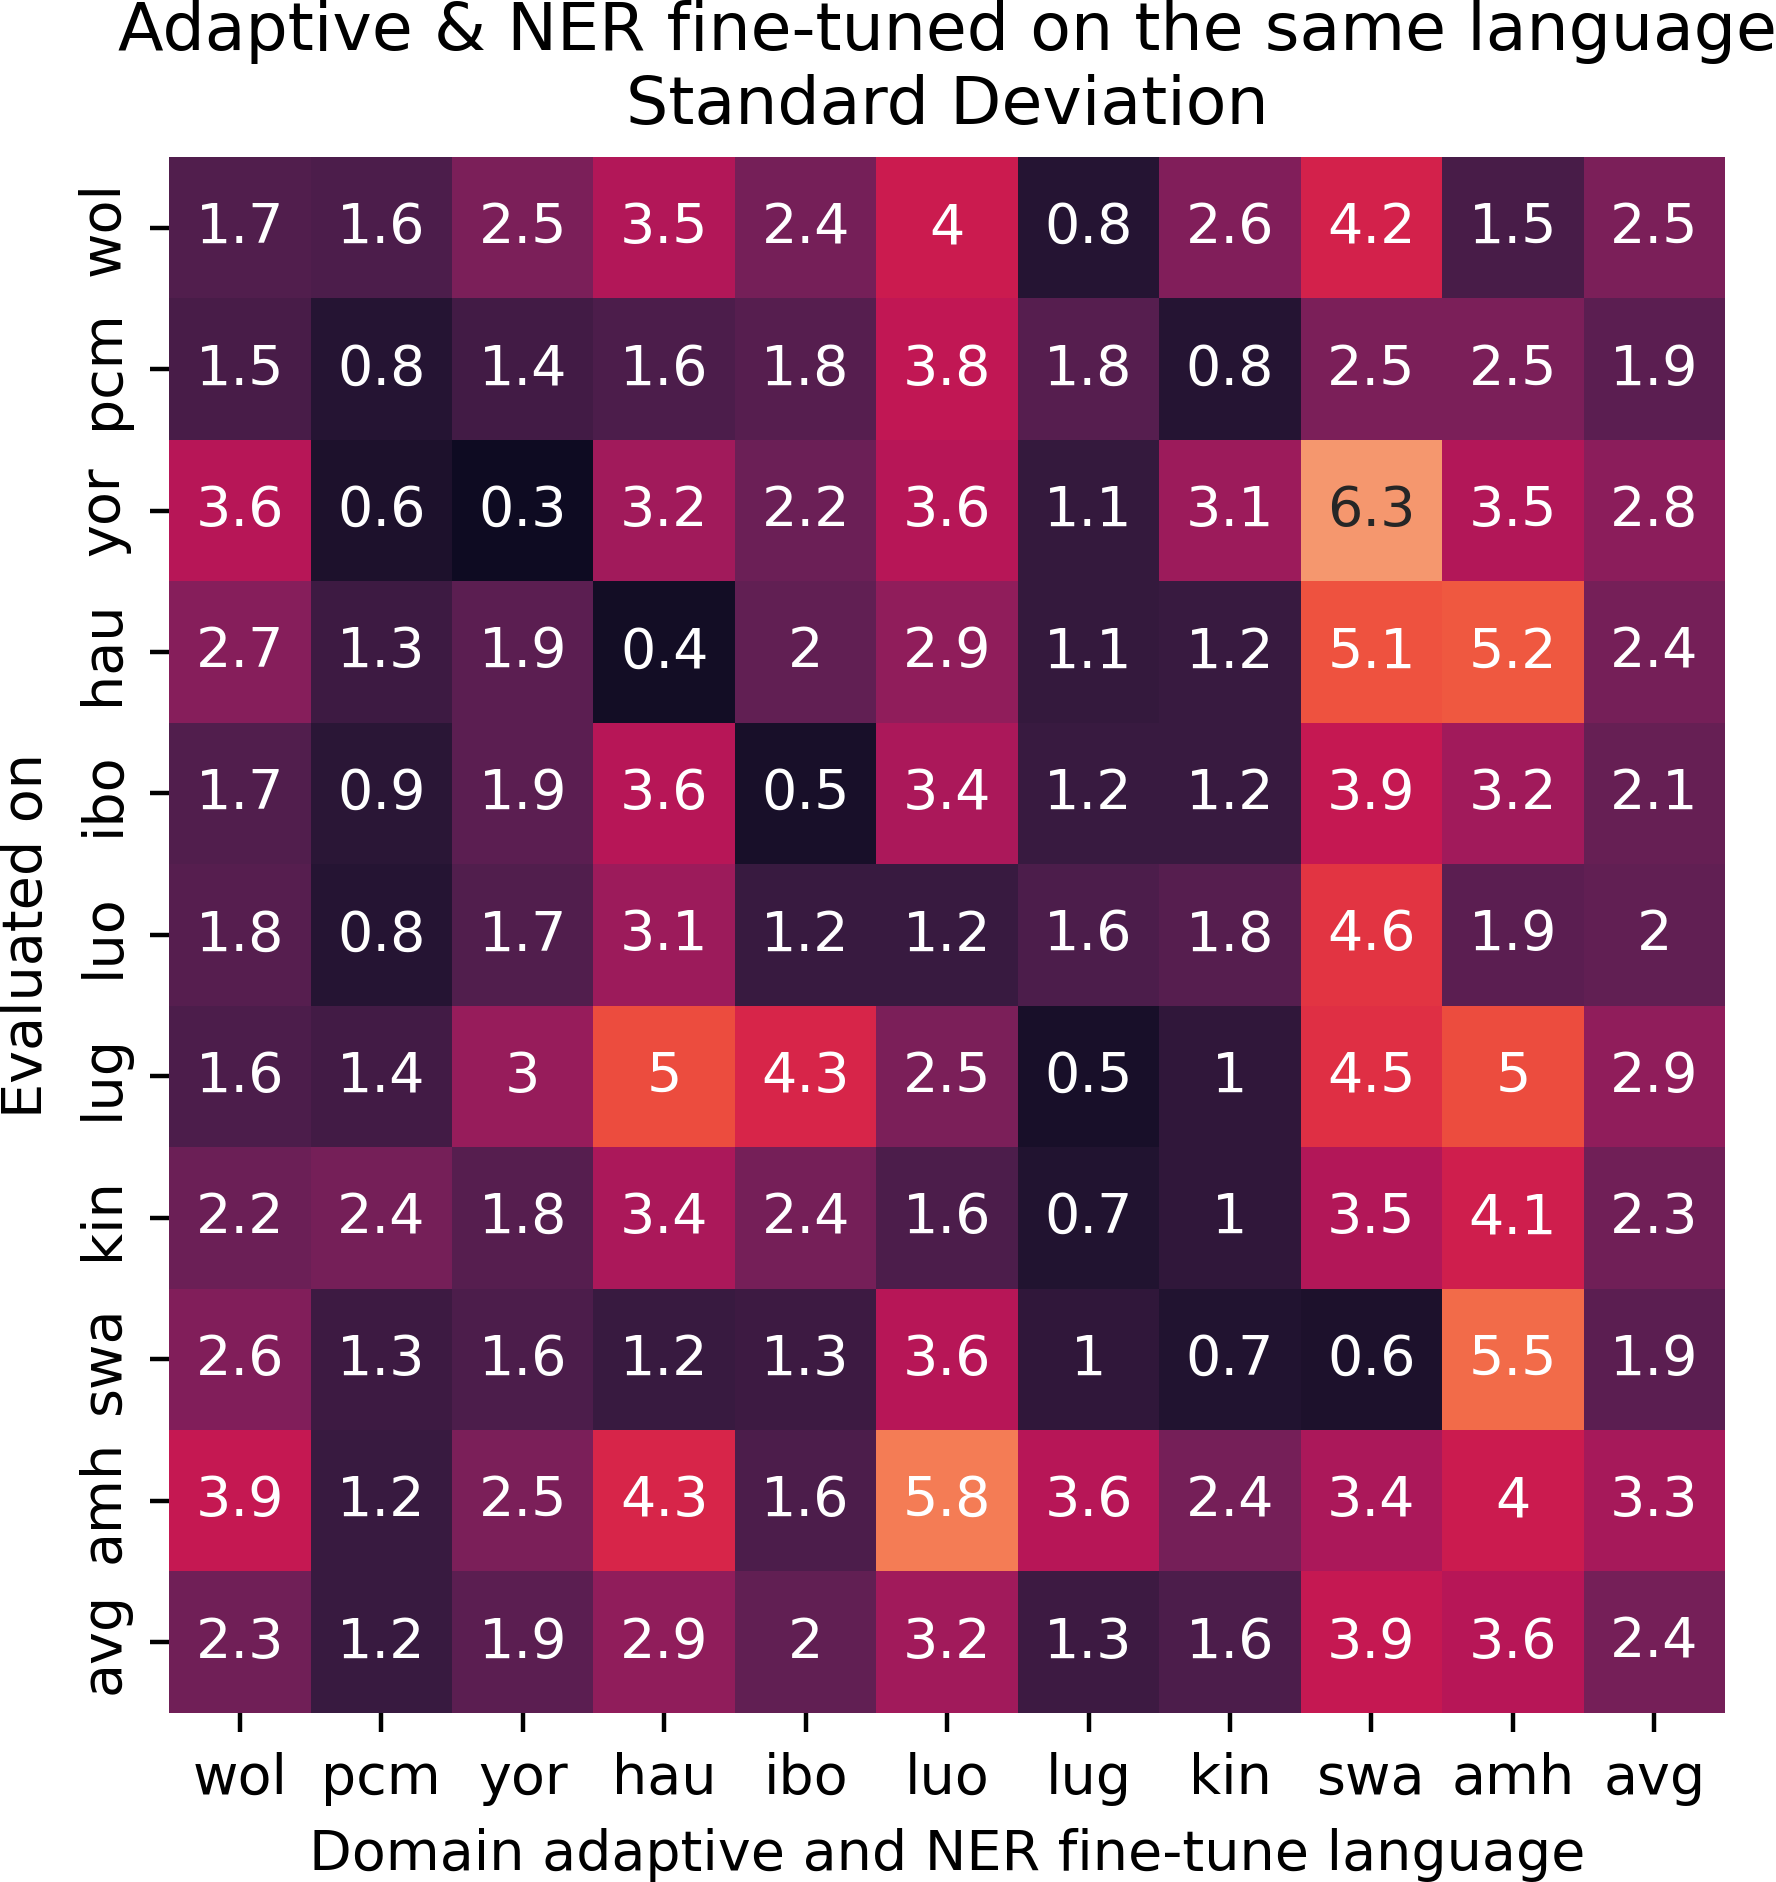 Adaptive & NER fine-tuned on the same language
Standard Deviation
Evaluated on
wol 1.7 1.6 2.5 3.5 2.4 4 0.8 2.6 4.2 1.5 2.5
pcm 1.5 0.8 1.4 1.6 1.8 3.8 1.8 0.8 2.5 2.5 1.9
yor 3.6 0.6 0.3 3.2 2.2 3.6 1.1 3.1 6.3 3.5 2.8
hau 2.7 1.3 1.9 0.4 2 2.9 1.1 1.2 5.1 5.2 2.4
ibo 1.7 0.9 1.9 3.6 0.5 3.4 1.2 1.2 3.9 3.2 2.1
luo 1.8 0.8 1.7 3.1 1.2 1.2 1.6 1.8 4.6 1.9 2
lug 1.6 1.4 3 5 4.3 2.5 0.5 1 4.5 5 2.9
kin 2.2 2.4 1.8 3.4 2.4 1.6 0.7 1 3.5 4.1 2.3
swa 2.6 1.3 1.6 1.2 1.3 3.6 1 0.7 0.6 5.5 1.9
amh 3.9 1.2 2.5 4.3 1.6 5.8 3.6 2.4 3.4 4 3.3
avg 2.3 1.2 1.9 2.9 2 3.2 1.3 1.6 3.9 3.6 2.4
wol pcm yor hau ibo luo lug kin swa amh avg
Domain adaptive and NER fine-tune language